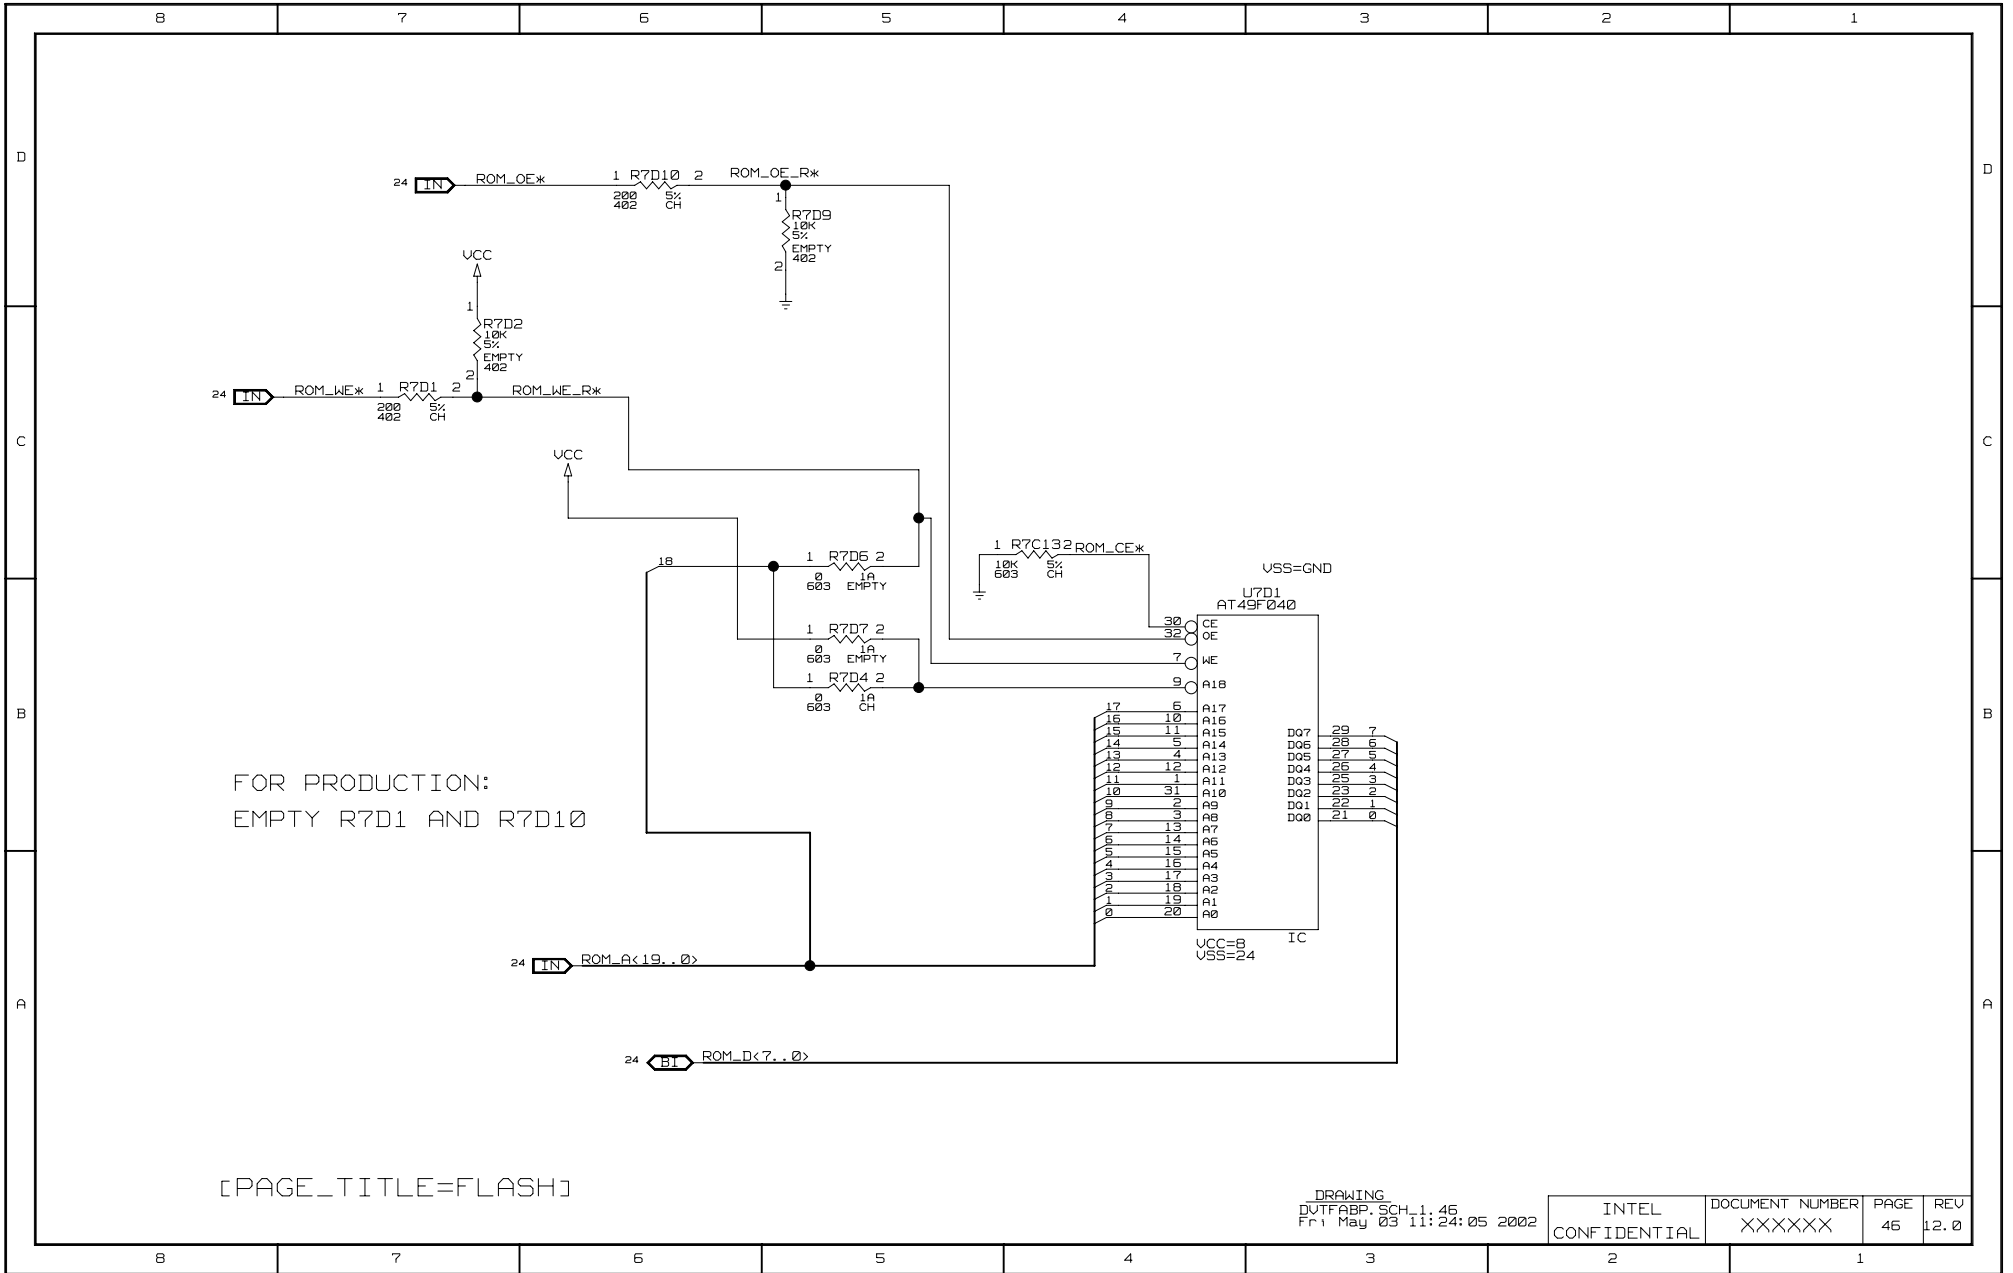 8 7 6 5 4 3 2 1
D D
24 IN ROM_OE* 1 R7D10 2 ROM_OE_R*
200 5%
402 CH
1
R7D9
10K
5%
EMPTY
402
2
VCC
1
R7D2
10K
5%
EMPTY
402
2
24 IN ROM_WE* 1 R7D1 2 ROM_WE_R*
200 5%
402 CH
C C
VCC
18
1 R7D6 2
0 1A
603 EMPTY
1 R7D7 2
0 1A
603 EMPTY
1 R7D4 2
0 1A
603 CH
1 R7C13 2 ROM_CE*
10K 5%
603 CH
VSS=GND
U7D1
AT49F040
30 CE
32 OE
7 WE
9 A18
B B
17 6 A17
16 10 A16
15 11 A15 DQ7 29 7
14 5 A14 DQ6 28 6
13 4 A13 DQ5 27 5
12 12 A12 DQ4 26 4
11 1 A11 DQ3 25 3
10 31 A10 DQ2 23 2
9 2 A9 DQ1 22 1
8 3 A8 DQ0 21 0
7 13 A7
6 14 A6
5 15 A5
4 16 A4
3 17 A3
2 18 A2
1 19 A1
0 20 A0
IC
VCC=8
VSS=24
FOR PRODUCTION:
EMPTY R7D1 AND R7D10
24 IN ROM_A<19..0>
A A
24 BI ROM_D<7..0>
[PAGE_TITLE=FLASH]
DRAWING
DVTFABP.SCH_1.46
Fri May 03 11:24:05 2002
INTEL
CONFIDENTIAL
DOCUMENT NUMBER
XXXXXX
PAGE
46
REV
12.0
8 7 6 5 4 3 2 1